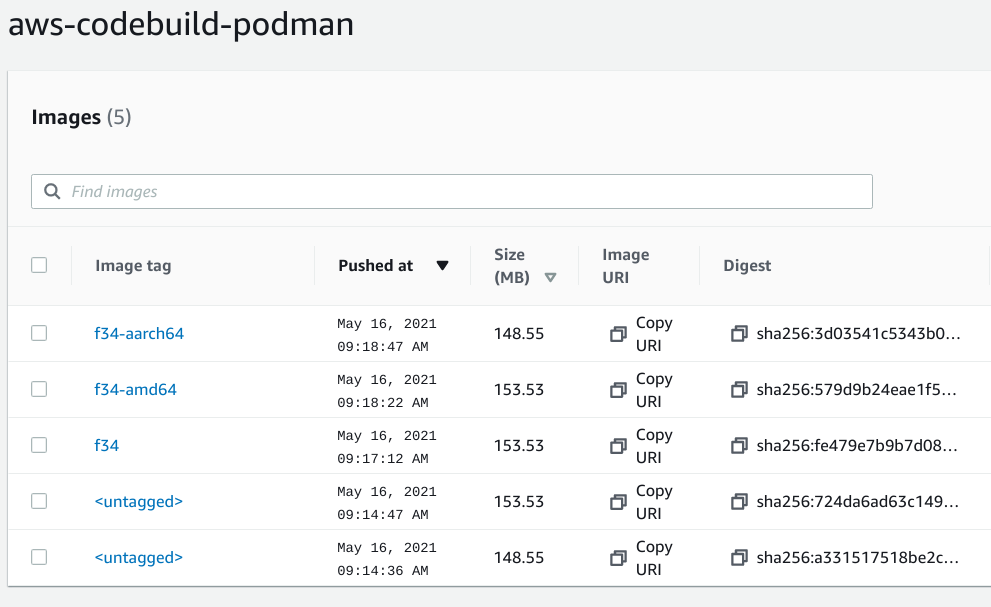 aws-codebuild-podman
Images (5)
Find images
Image tag
Pushed at
Size
(MB)
Image
URI
Digest
f34-aarch64
May 16, 2021
09:18:47 AM
148.55
Copy
URI
sha256:3d03541c5343b0...
f34-amd64
May 16, 2021
09:18:22 AM
153.53
Copy
URI
sha256:579d9b24eae1f5...
f34
May 16, 2021
09:17:12 AM
153.53
Copy
URI
sha256:fe479e7b9b7d08...
<untagged>
May 16, 2021
09:14:47 AM
153.53
Copy
URI
sha256:724da6ad63c149...
<untagged>
May 16, 2021
09:14:36 AM
148.55
Copy
URI
sha256:a331517518be2c...